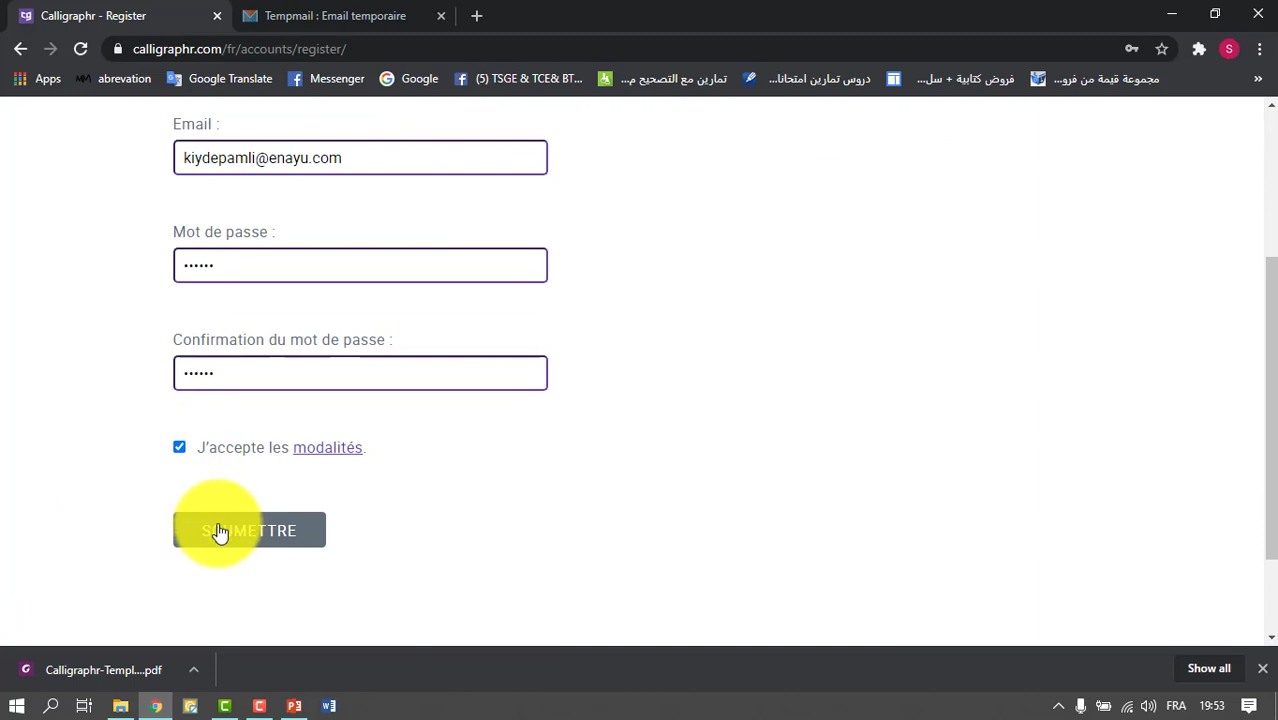 Calligraphr - Register
Tempmail : Email temporaire
calligraphr.com/fr/accounts/register/
Apps
abrevation
Google Translate
Messenger
Google
(5) TSGE & TCE& BT...
تمارين مع التصحيح م...
دروس تمارين امتحانا...
فروض كتابية + سل...
مجموعة قيمة من فرو...
Email :
kiydepamli@enayu.com
Mot de passe :
••••••
Confirmation du mot de passe :
••••••
J'accepte les modalités.
SOUMETTRE
Calligraphr-Templ....pdf
Show all
FRA
19:53